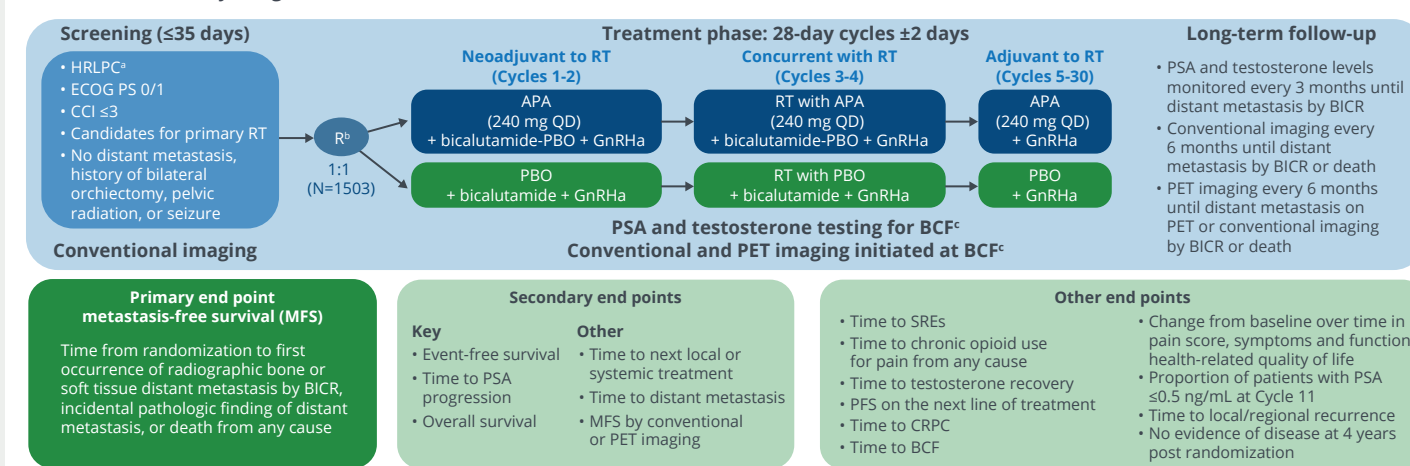 Screening (≤35 days)
• HRLPCᵃ
• ECOG PS 0/1
• CCI ≤3
• Candidates for primary RT
• No distant metastasis,
history of bilateral
orchiectomy, pelvic
radiation, or seizure
Conventional imaging
Rᵇ
1:1
(N=1503)
Treatment phase: 28-day cycles ±2 days
Neoadjuvant to RT
(Cycles 1-2)
APA
(240 mg QD)
+ bicalutamide-PBO + GnRHa
PBO
+ bicalutamide + GnRHa
Concurrent with RT
(Cycles 3-4)
RT with APA
(240 mg QD)
+ bicalutamide-PBO + GnRHa
RT with PBO
+ bicalutamide + GnRHa
Adjuvant to RT
(Cycles 5-30)
APA
(240 mg QD)
+ GnRHa
PBO
+ GnRHa
PSA and testosterone testing for BCFᶜ
Conventional and PET imaging initiated at BCFᶜ
Long-term follow-up
• PSA and testosterone levels
monitored every 3 months until
distant metastasis by BICR
• Conventional imaging every
6 months until distant
metastasis by BICR or death
• PET imaging every 6 months
until distant metastasis on
PET or conventional imaging
by BICR or death
Primary end point
metastasis-free survival (MFS)
Time from randomization to first
occurrence of radiographic bone or
soft tissue distant metastasis by BICR,
incidental pathologic finding of distant
metastasis, or death from any cause
Secondary end points
Key
• Event-free survival
• Time to PSA
progression
• Overall survival
Other
• Time to next local or
systemic treatment
• Time to distant metastasis
• MFS by conventional
or PET imaging
Other end points
• Time to SREs
• Time to chronic opioid use
for pain from any cause
• Time to testosterone recovery
• PFS on the next line of treatment
• Time to CRPC
• Time to BCF
• Change from baseline over time in
pain score, symptoms and function,
health-related quality of life
• Proportion of patients with PSA
≤0.5 ng/mL at Cycle 11
• Time to local/regional recurrence
• No evidence of disease at 4 years
post randomization